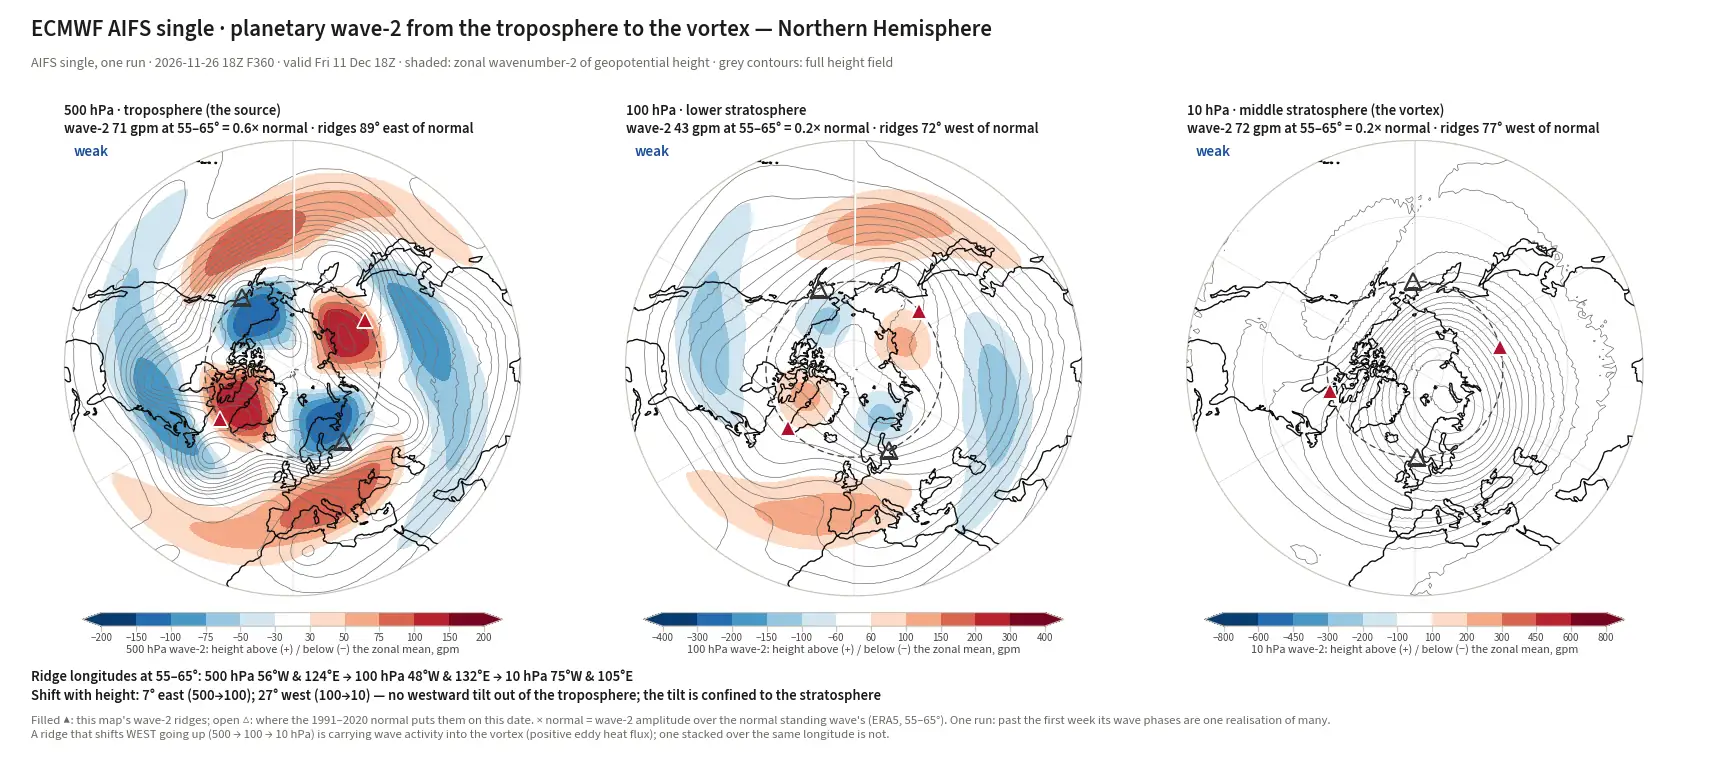 ECMWF AIFS single · planetary wave-2 from the troposphere to the vortex — Northern Hemisphere
AIFS single, one run · 2026-11-26 18Z F360 · valid Fri 11 Dec 18Z · shaded: zonal wavenumber-2 of geopotential height · grey contours: full height field
500 hPa · troposphere (the source)
wave-2 71 gpm at 55–65° = 0.6× normal · ridges 89° east of normal
weak
100 hPa · lower stratosphere
wave-2 43 gpm at 55–65° = 0.2× normal · ridges 72° west of normal
weak
10 hPa · middle stratosphere (the vortex)
wave-2 72 gpm at 55–65° = 0.2× normal · ridges 77° west of normal
weak
−200 −150 −100 −75 −50 −30 30 50 75 100 150 200
500 hPa wave-2: height above (+) / below (−) the zonal mean, gpm
−400 −300 −200 −150 −100 −60 60 100 150 200 300 400
100 hPa wave-2: height above (+) / below (−) the zonal mean, gpm
−800 −600 −450 −300 −200 −100 100 200 300 450 600 800
10 hPa wave-2: height above (+) / below (−) the zonal mean, gpm
Ridge longitudes at 55–65°: 500 hPa 56°W & 124°E → 100 hPa 48°W & 132°E → 10 hPa 75°W & 105°E
Shift with height: 7° east (500→100); 27° west (100→10) — no westward tilt out of the troposphere; the tilt is confined to the stratosphere
Filled ▲: this map's wave-2 ridges; open △: where the 1991–2020 normal puts them on this date. × normal = wave-2 amplitude over the normal standing wave's (ERA5, 55–65°). One run: past the first week its wave phases are one realisation of many.
A ridge that shifts WEST going up (500 → 100 → 10 hPa) is carrying wave activity into the vortex (positive eddy heat flux); one stacked over the same longitude is not.